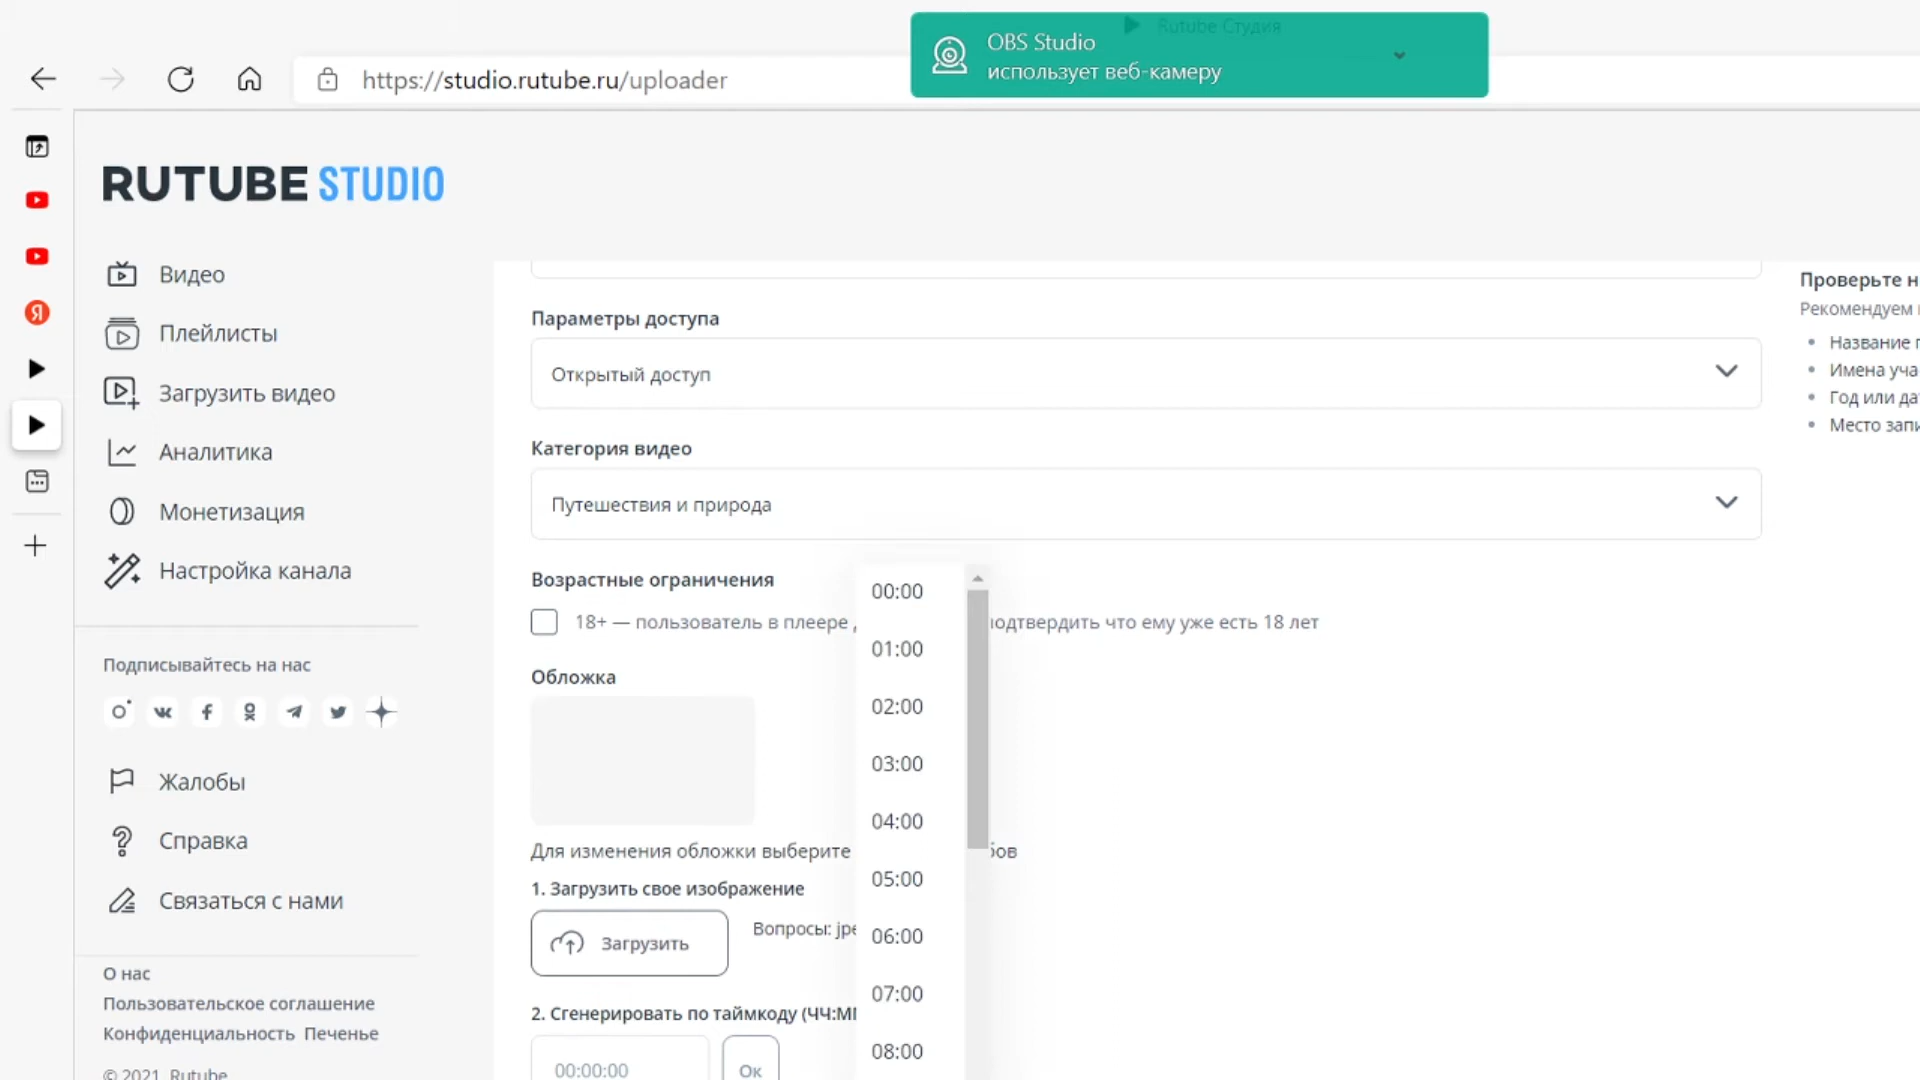 Rutube Студия
OBS Studio
использует веб-камеру
https://studio.rutube.ru/uploader
RUTUBE STUDIO
Видео
Плейлисты
Загрузить видео
Аналитика
Монетизация
Настройка канала
Подписывайтесь на нас
Жалобы
Справка
Связаться с нами
О нас
Пользовательское соглашение
Конфиденциальность Печенье
© 2021, Rutube
Параметры доступа
Открытый доступ
Категория видео
Путешествия и природа
Возрастные ограничения
18+ — пользователь в плеере подтвердить что ему уже есть 18 лет
Обложка
Для изменения обложки выберите
1. Загрузить свое изображение
Загрузить
Вопросы: jpe
2. Сгенерировать по таймкоду (ЧЧ:ММ
00:00:00
Ок
00:00
01:00
02:00
03:00
04:00
05:00
06:00
07:00
08:00
Проверьте н
Рекомендуем
Название
Имена уча
Год или да
Место запи